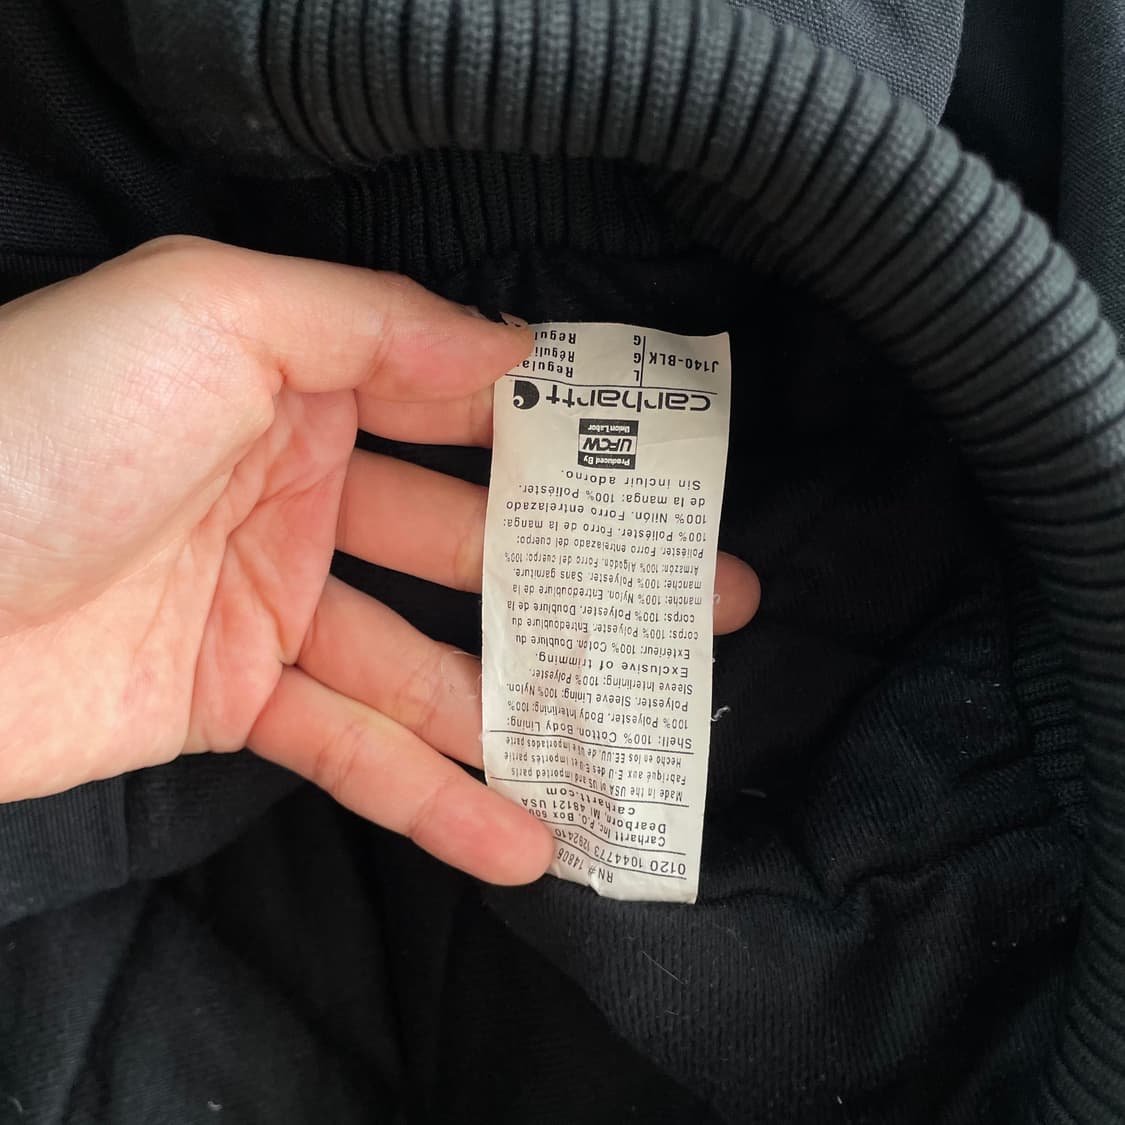 J140-BLK L Regular
G Réguli
G Regul
carhartt
Produced By
UFCW
Union Labor
Sin incluir adorno.
de la manga: 100% Poliéster.
100% Nilón. Forro entrelazado
100% Poliéster. Forro de la manga:
Poliéster. Forro entrelazado del cuerpo:
Armazon: 100% Algodón. Forro del cuerpo: 100%
manche: 100% Polyester. Sans garniture.
manche: 100% Nylon. Entredoublure de la
corps: 100% Polyester. Doublure de la
corps: 100% Polyester. Entredoublure du
Extérieur: 100% Coton. Doublure du
Exclusive of trimming.
Sleeve Interlining: 100% Polyester.
Polyester. Sleeve Lining: 100% Nylon.
100% Polyester. Body Interlining: 100%
Shell: 100% Cotton. Body Lining:
Hecho en los EE.UU. de importados partie
Fabriqué aux E-U des E-U et importés partie
Made in the USA of US and imported parts
Carhartt.com
Dearborn, MI, 48121 USA
Carhartt Inc, P.O. Box 600
0120 1044773 1292410
RN# 14806